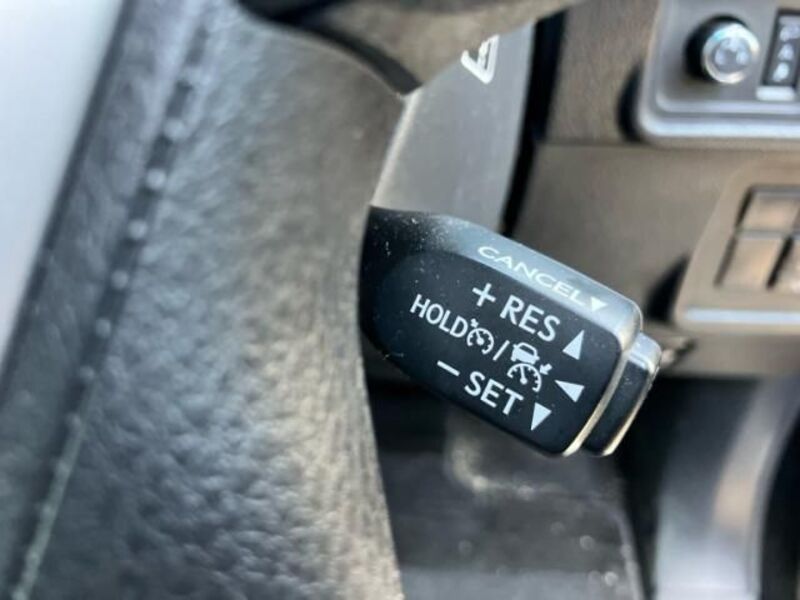 CANCEL▼
+ RES ▲
HOLD / ◀
− SET ▼